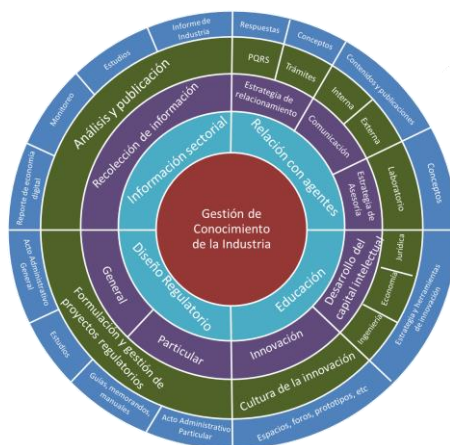 Gestión de
Conocimiento
de la Industria
Información sectorial
Relación con agentes
Educación
Diseño Regulatorio
Recolección de información
Estrategia de
relacionamiento
Comunicación
Estrategia de
Asesoría
Desarrollo del
capital intelectual
Innovación
Particular
General
Análisis y publicación
PQRS
Trámites
Interna
Externa
Laboratorio
Jurídica
Economía
Ingeniería
Cultura de la innovación
Formulación y gestión de
proyectos regulatorios
Reporte de economía
digital
Monitoreo
Estudios
Informe de
Industria
Respuestas
Conceptos
Contenidos y publicaciones
Conceptos
Estrategia y herramientas
de innovación
Espacios, foros, prototipos, etc
Acto Administrativo
Particular
Guías, memorandos,
manuales
Estudios
Acto Administrativo
General